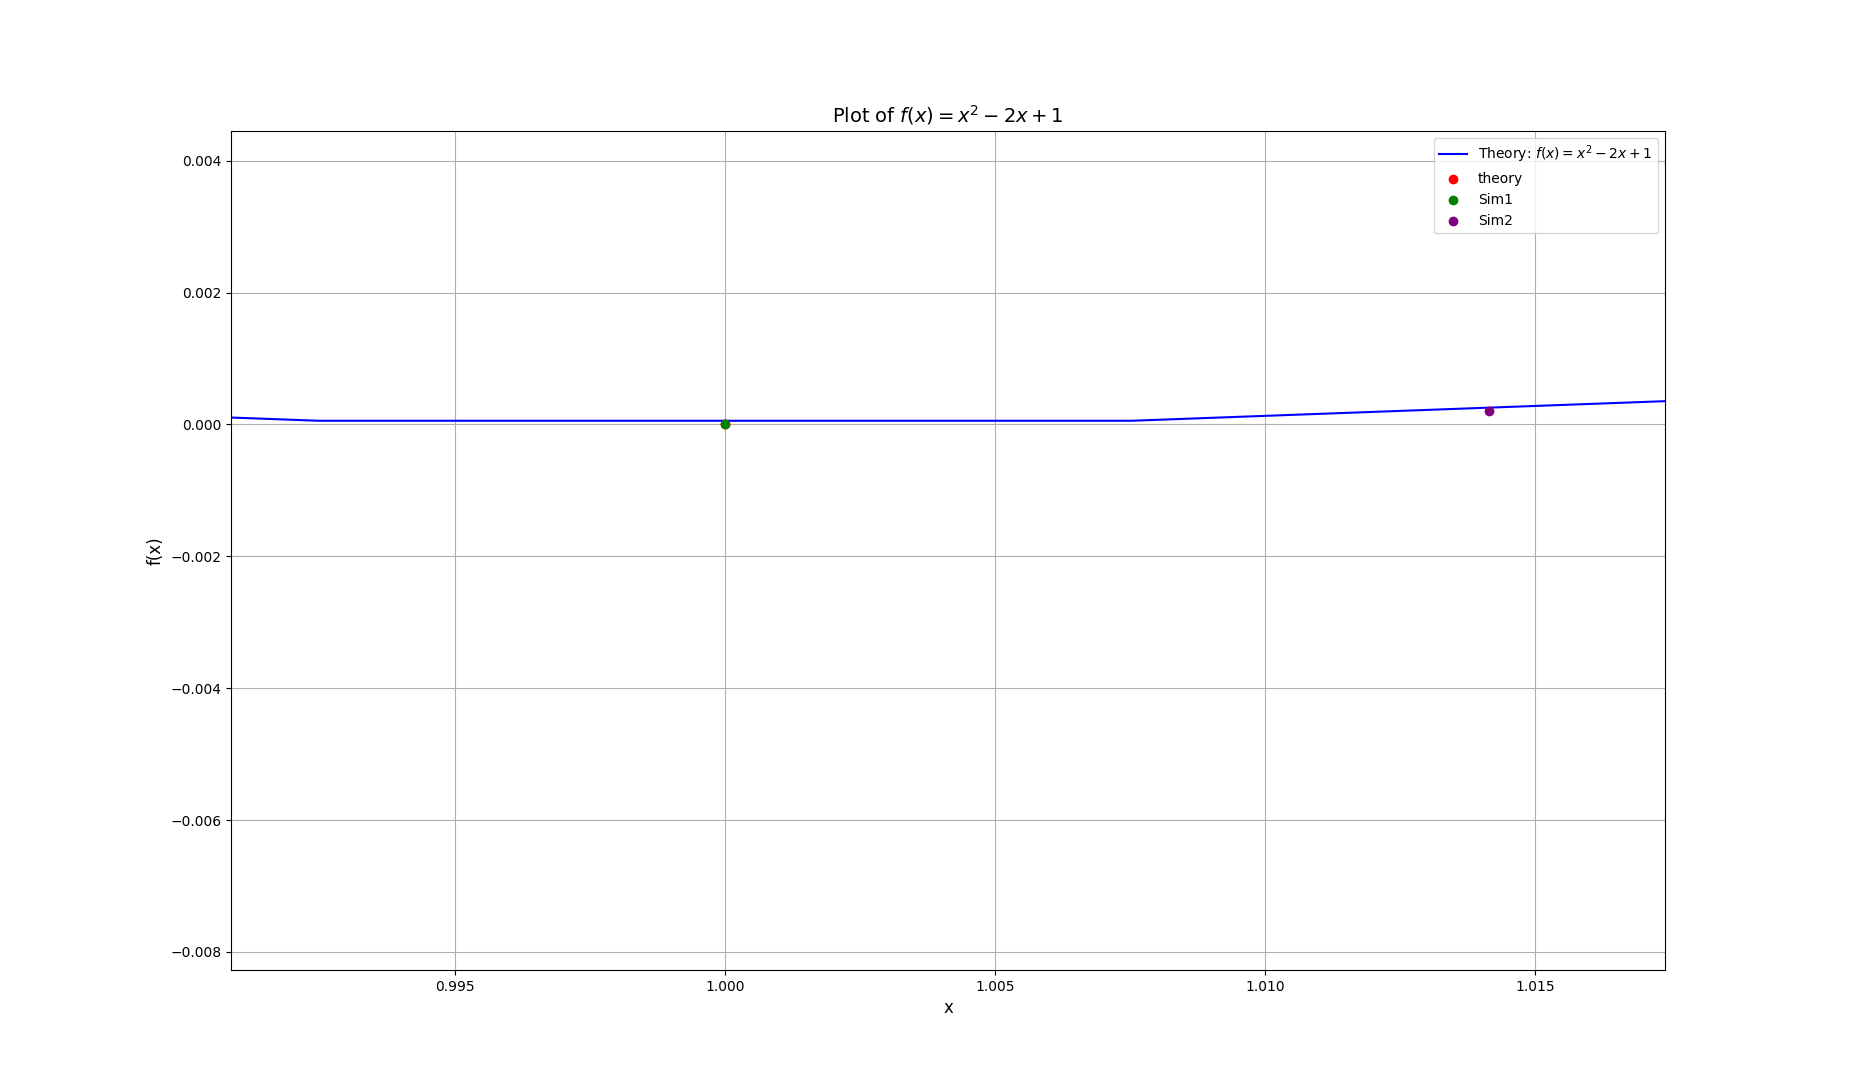 Plot of f(x) = x² − 2x + 1
Theory: f(x) = x² − 2x + 1
theory
Sim1
Sim2
0.004
0.002
0.000
−0.002
−0.004
−0.006
−0.008
f(x)
0.995
1.000
1.005
1.010
1.015
x